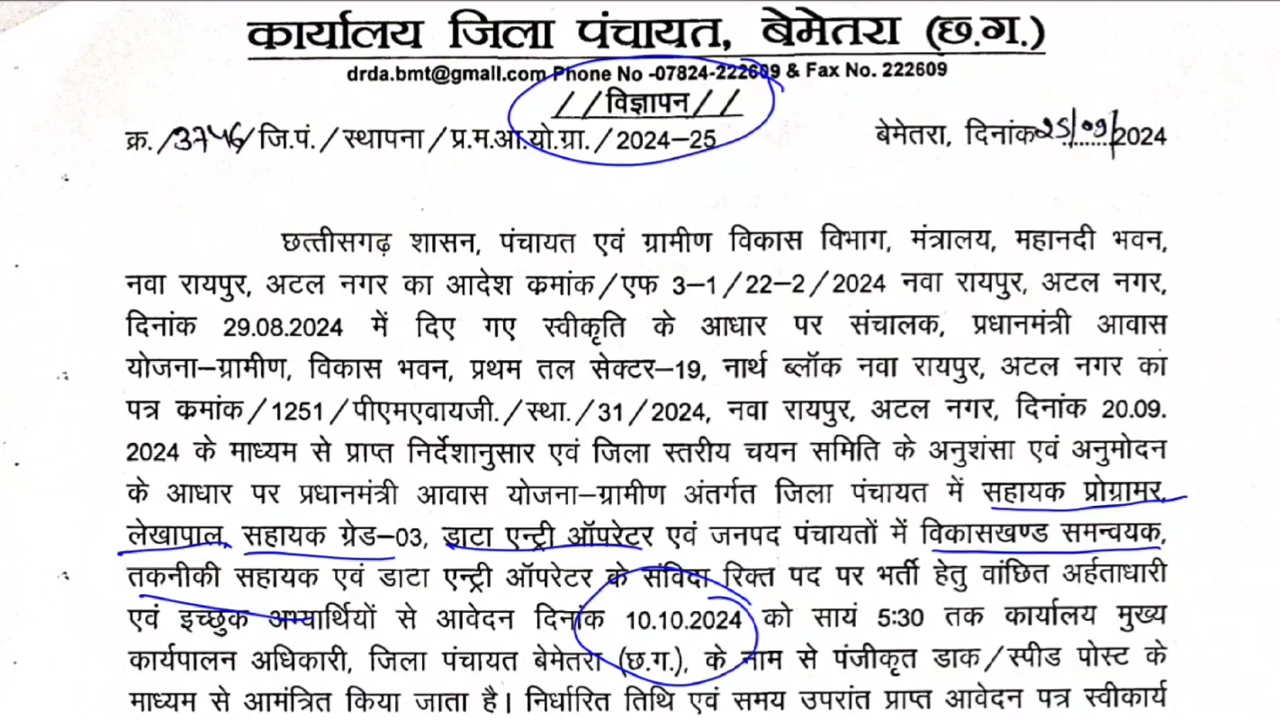 कार्यालय जिला पंचायत, बेमेतरा (छ.ग.)
drda.bmt@gmall.com Phone No -07824-222609 & Fax No. 222609
//विज्ञापन//
क्र./3746/जि.पं./स्थापना/प्र.म.आ.यो.ग्रा./2024-25 बेमेतरा, दिनांक 25/09/2024
छत्तीसगढ़ शासन, पंचायत एवं ग्रामीण विकास विभाग, मंत्रालय, महानदी भवन,
नवा रायपुर, अटल नगर का आदेश कमांक/एफ 3-1/22-2/2024 नवा रायपुर, अटल नगर,
दिनांक 29.08.2024 में दिए गए स्वीकृति के आधार पर संचालक, प्रधानमंत्री आवास
योजना-ग्रामीण, विकास भवन, प्रथम तल सेक्टर-19, नार्थ ब्लॉक नवा रायपुर, अटल नगर का
पत्र कमांक/1251/पीएमएवायजी./स्था./31/2024, नवा रायपुर, अटल नगर, दिनांक 20.09.
2024 के माध्यम से प्राप्त निर्देशानुसार एवं जिला स्तरीय चयन समिति के अनुशंसा एवं अनुमोदन
के आधार पर प्रधानमंत्री आवास योजना-ग्रामीण अंतर्गत जिला पंचायत में सहायक प्रोग्रामर,
लेखापाल, सहायक ग्रेड-03, डाटा एन्ट्री ऑपरेटर एवं जनपद पंचायतों में विकासखण्ड समन्वयक,
तकनीकी सहायक एवं डाटा एन्ट्री ऑपरेटर के संविदा रिक्त पद पर भर्ती हेतु वांछित अर्हताधारी
एवं इच्छुक अभ्यार्थियों से आवेदन दिनांक 10.10.2024 को सायं 5:30 तक कार्यालय मुख्य
कार्यपालन अधिकारी, जिला पंचायत बेमेतरा (छ.ग.), के नाम से पंजीकृत डाक/स्पीड पोस्ट के
माध्यम से आमंत्रित किया जाता है। निर्धारित तिथि एवं समय उपरांत प्राप्त आवेदन पत्र स्वीकार्य